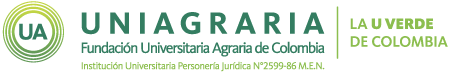 UA
UNIAGRARIA
Fundación Universitaria Agraria de Colombia
Institución Universitaria Personería Jurídica N°2599-86 M.E.N.
LA U VERDE
DE COLOMBIA